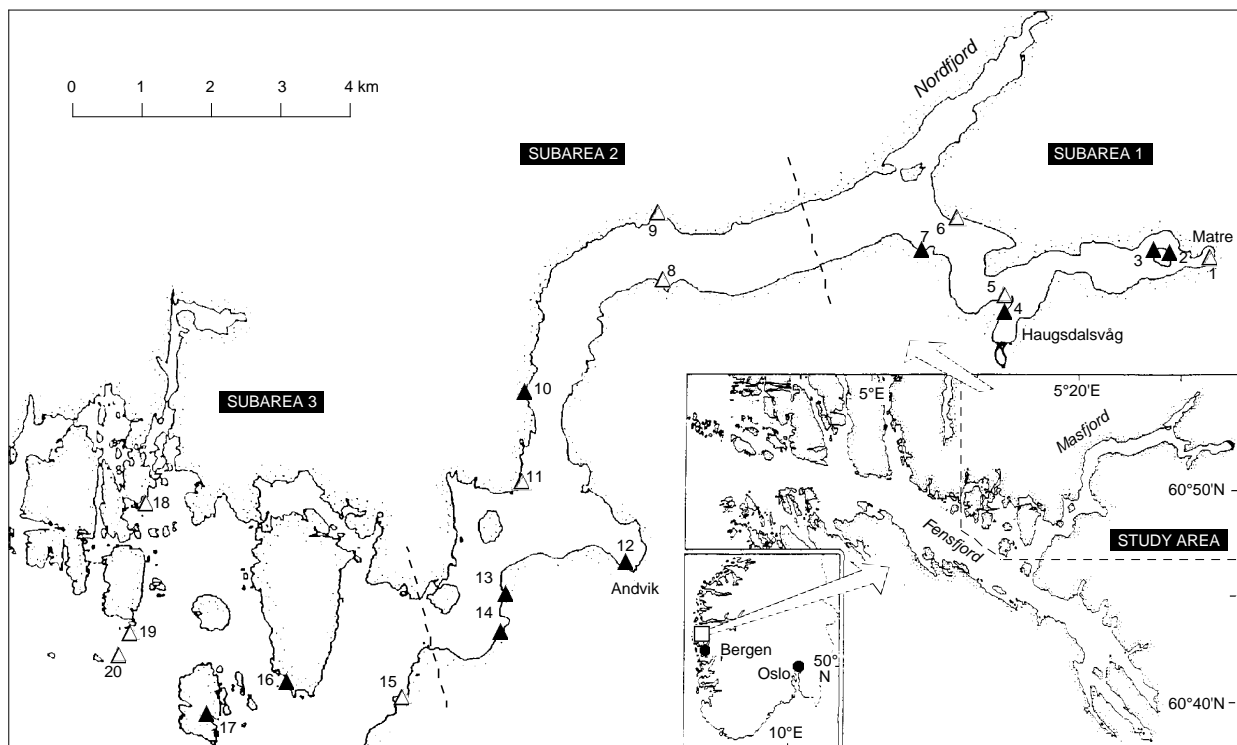 0 1 2 4 km
Nordfjord
SUBAREA 2
SUBAREA 1
9
6
7
Matre
3
2
1
8
5
4
Haugsdalsvåg
10
SUBAREA 3
5°E
5°20'E
Masfjord
11
18
60°50'N
Fensfjord
STUDY AREA
12
Andvik
13
14
19
20
Bergen
Oslo
50°
N
16
15
17
60°40'N
10°E